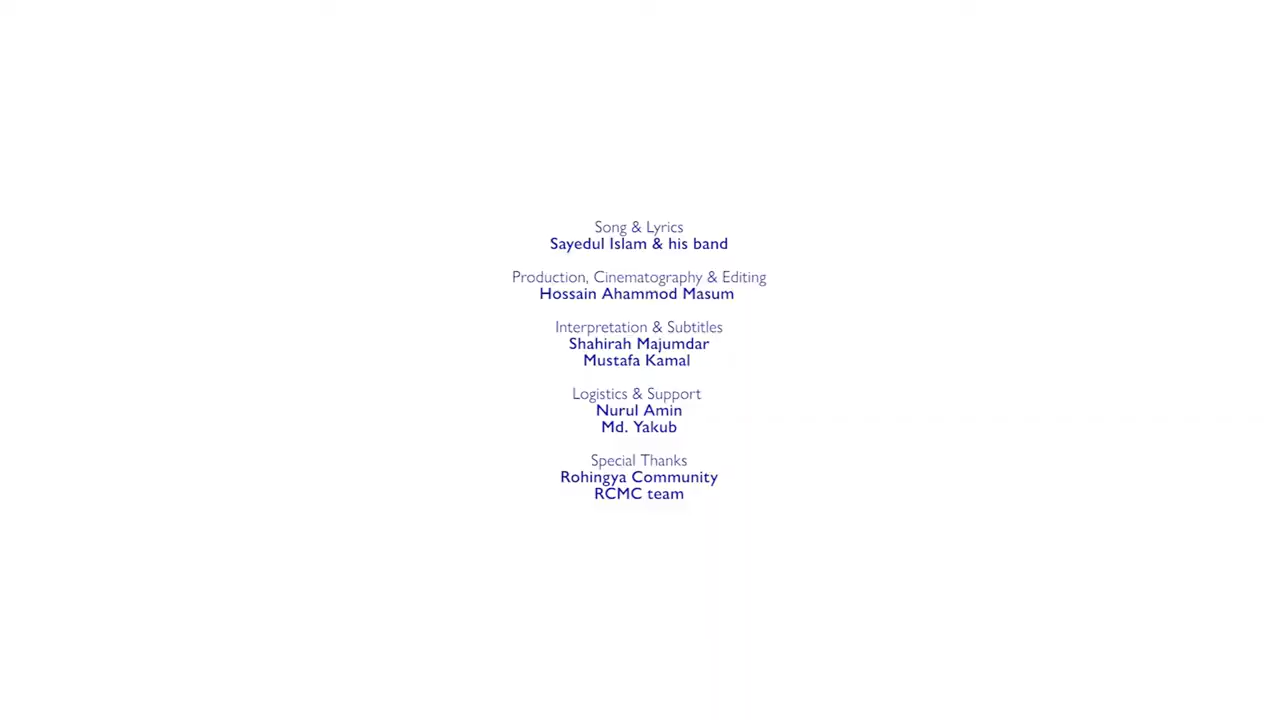 Song & Lyrics
Sayedul Islam & his band
Production, Cinematography & Editing
Hossain Ahammod Masum
Interpretation & Subtitles
Shahirah Majumdar
Mustafa Kamal
Logistics & Support
Nurul Amin
Md. Yakub
Special Thanks
Rohingya Community
RCMC team